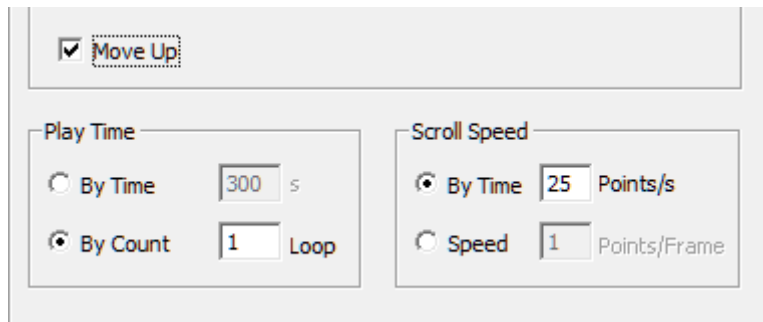 Move Up
Play Time
By Time 300 s
By Count 1 Loop
Scroll Speed
By Time 25 Points/s
Speed 1 Points/Frame